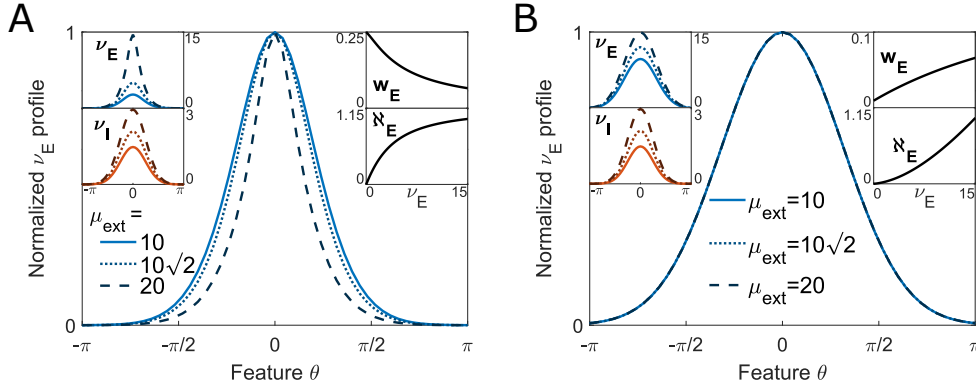 A
Normalized ν_E profile
1
0
ν_E
15
0
ν_I
3
0
-π 0 π
0.25
w_E
1.15
ℵ_E
0
0 ν_E 15
μ_ext =
10
10√2
20
-π -π/2 0 π/2 π
Feature θ
B
Normalized ν_E profile
1
0
ν_E
15
0
ν_I
3
0
-π 0 π
0.1
w_E
1.15
ℵ_E
0
0 ν_E 15
μ_ext=10
μ_ext=10√2
μ_ext=20
-π -π/2 0 π/2 π
Feature θ